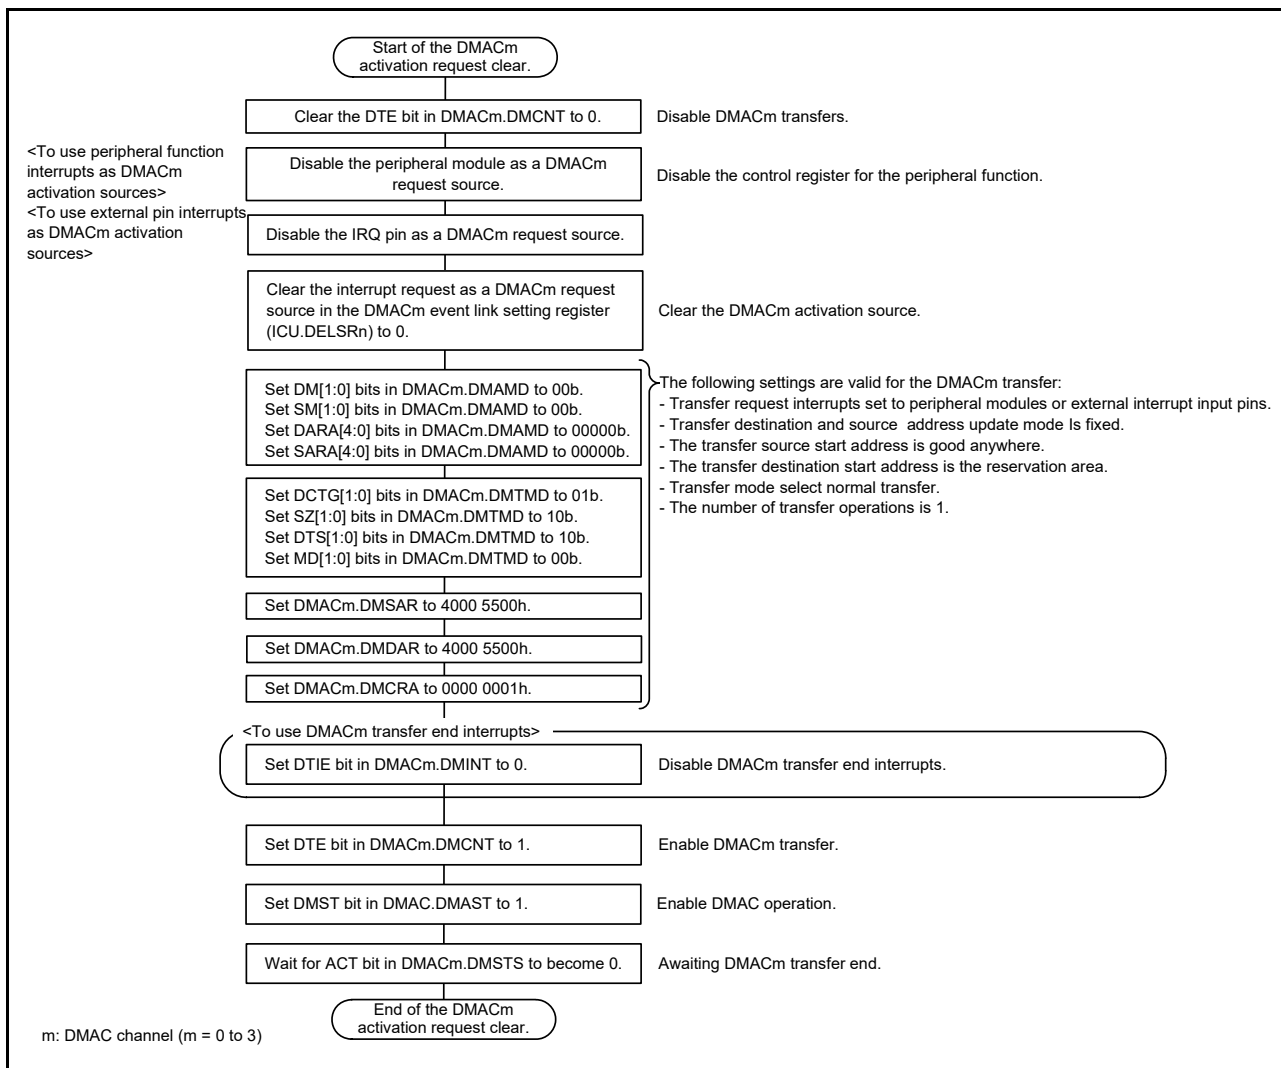 Start of the DMACm
activation request clear.
Clear the DTE bit in DMACm.DMCNT to 0.
Disable DMACm transfers.
<To use peripheral function
interrupts as DMACm
activation sources>
Disable the peripheral module as a DMACm
request source.
Disable the control register for the peripheral function.
<To use external pin interrupts
as DMACm activation
sources>
Disable the IRQ pin as a DMACm request source.
Clear the interrupt request as a DMACm request
source in the DMACm event link setting register
(ICU.DELSRn) to 0.
Clear the DMACm activation source.
Set DM[1:0] bits in DMACm.DMAMD to 00b.
Set SM[1:0] bits in DMACm.DMAMD to 00b.
Set DARA[4:0] bits in DMACm.DMAMD to 00000b.
Set SARA[4:0] bits in DMACm.DMAMD to 00000b.
The following settings are valid for the DMACm transfer:
- Transfer request interrupts set to peripheral modules or external interrupt input pins.
- Transfer destination and source  address update mode Is fixed.
- The transfer source start address is good anywhere.
- The transfer destination start address is the reservation area.
- Transfer mode select normal transfer.
- The number of transfer operations is 1.
Set DCTG[1:0] bits in DMACm.DMTMD to 01b.
Set SZ[1:0] bits in DMACm.DMTMD to 10b.
Set DTS[1:0] bits in DMACm.DMTMD to 10b.
Set MD[1:0] bits in DMACm.DMTMD to 00b.
Set DMACm.DMSAR to 4000 5500h.
Set DMACm.DMDAR to 4000 5500h.
Set DMACm.DMCRA to 0000 0001h.
<To use DMACm transfer end interrupts>
Set DTIE bit in DMACm.DMINT to 0.
Disable DMACm transfer end interrupts.
Set DTE bit in DMACm.DMCNT to 1.
Enable DMACm transfer.
Set DMST bit in DMAC.DMAST to 1.
Enable DMAC operation.
Wait for ACT bit in DMACm.DMSTS to become 0.
Awaiting DMACm transfer end.
End of the DMACm
activation request clear.
m: DMAC channel (m = 0 to 3)